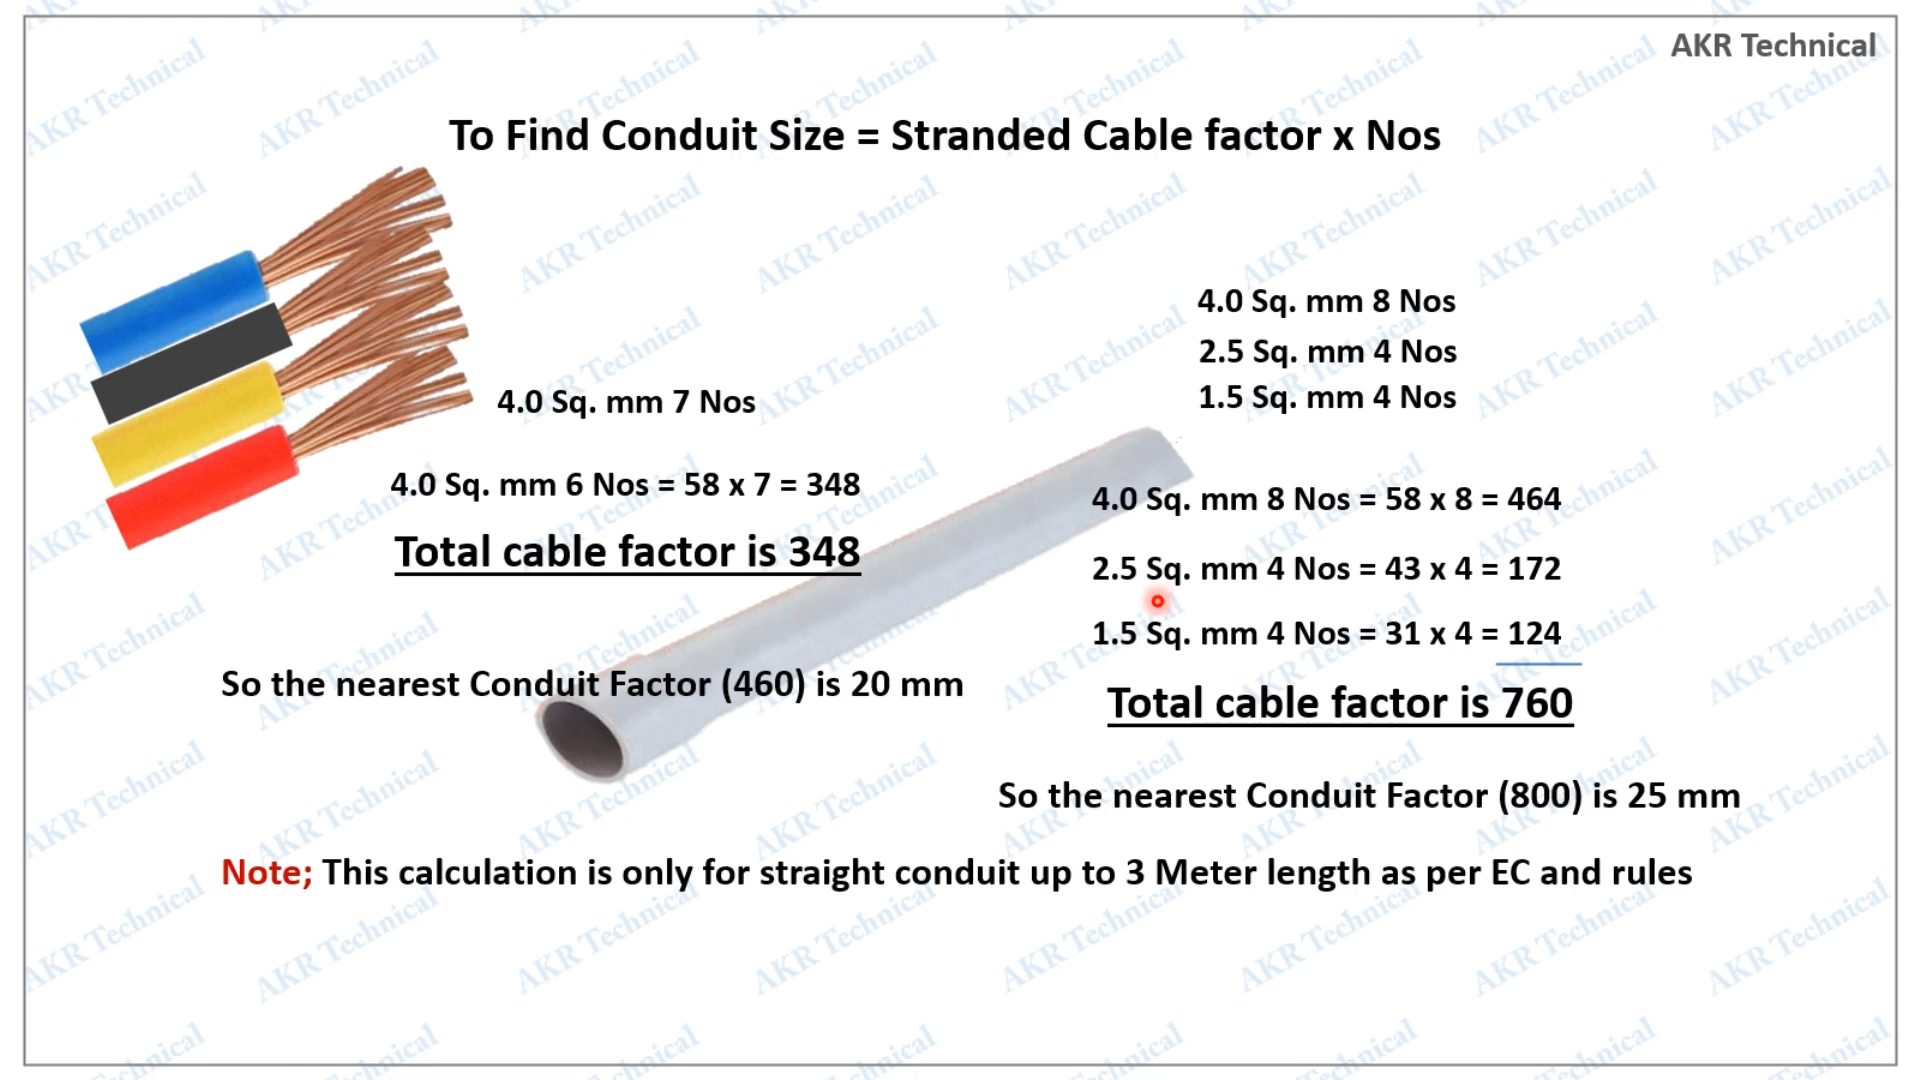 AKR Technical
To Find Conduit Size = Stranded Cable factor x Nos
4.0 Sq. mm 7 Nos
4.0 Sq. mm 6 Nos = 58 x 7 = 348
Total cable factor is 348
So the nearest Conduit Factor (460) is 20 mm
4.0 Sq. mm 8 Nos
2.5 Sq. mm 4 Nos
1.5 Sq. mm 4 Nos
4.0 Sq. mm 8 Nos = 58 x 8 = 464
2.5 Sq. mm 4 Nos = 43 x 4 = 172
1.5 Sq. mm 4 Nos = 31 x 4 = 124
Total cable factor is 760
So the nearest Conduit Factor (800) is 25 mm
Note; This calculation is only for straight conduit up to 3 Meter length as per EC and rules